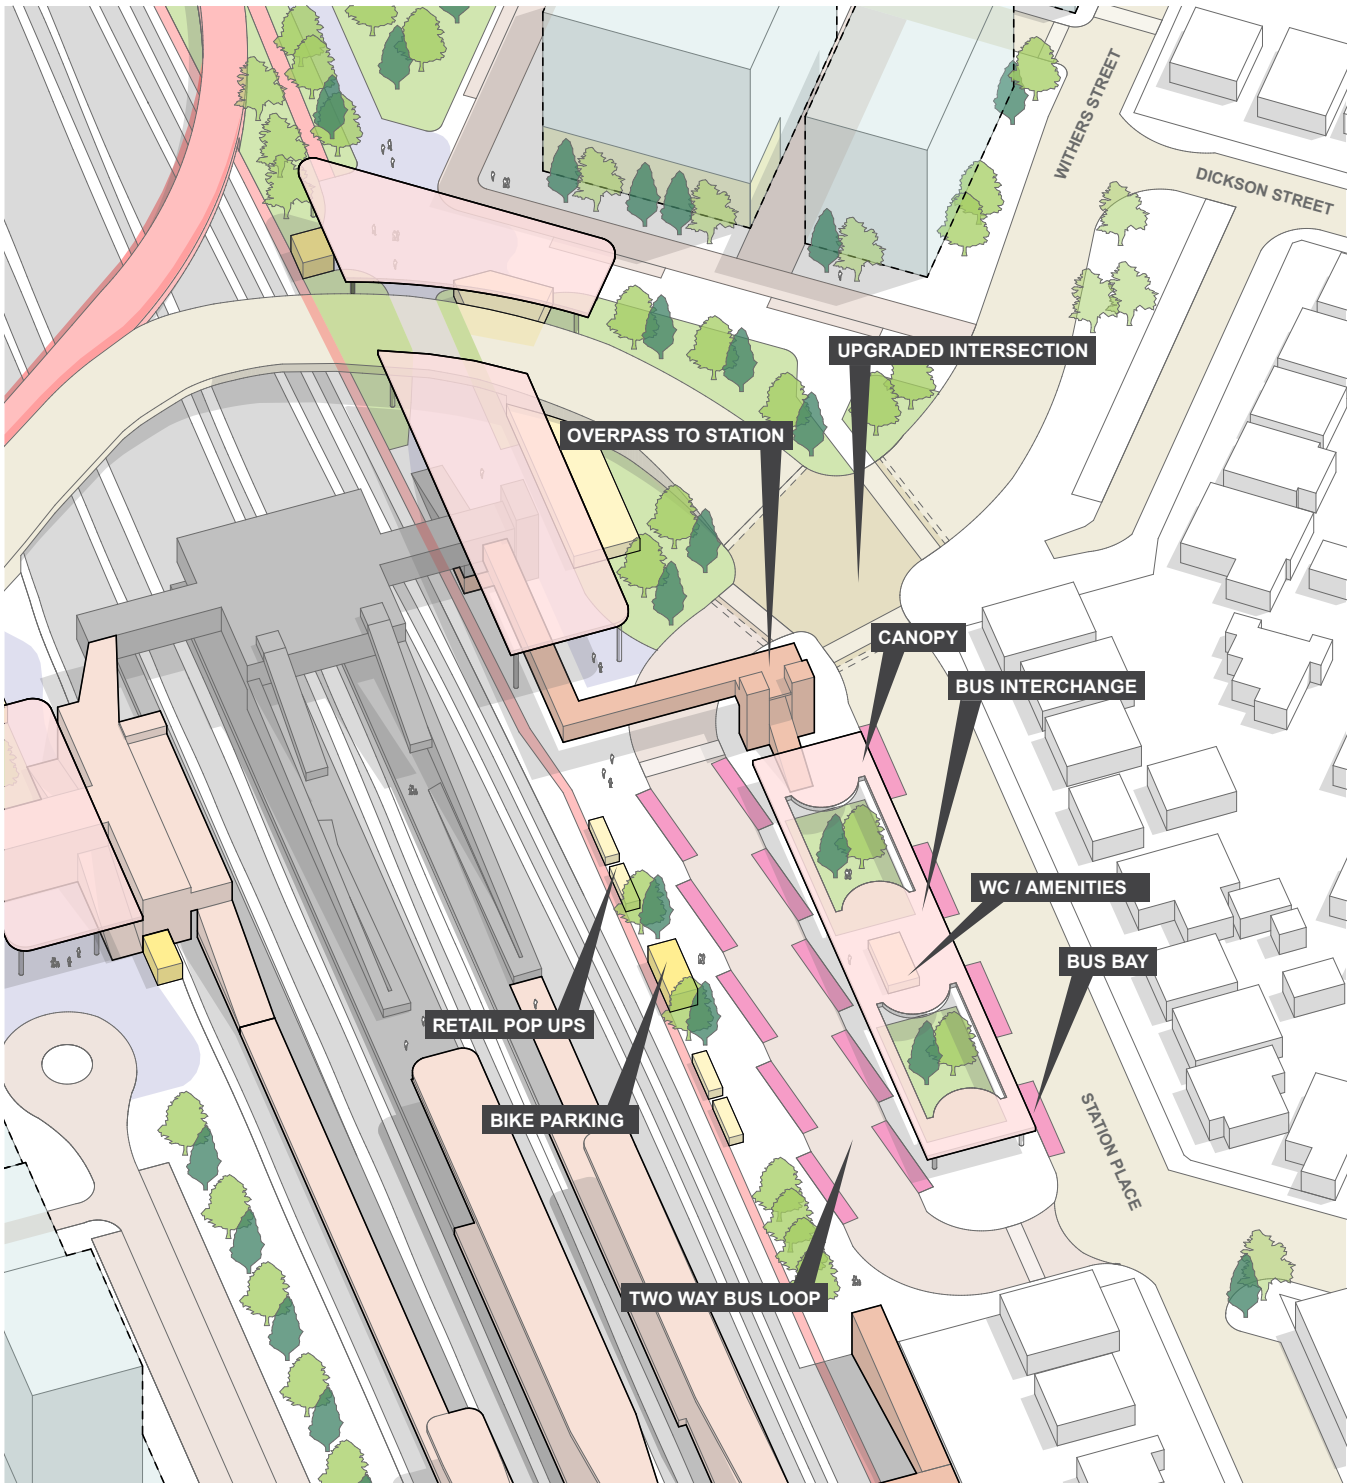 WITHERS STREET
DICKSON STREET
UPGRADED INTERSECTION
OVERPASS TO STATION
CANOPY
BUS INTERCHANGE
WC / AMENITIES
BUS BAY
RETAIL POP UPS
BIKE PARKING
STATION PLACE
TWO WAY BUS LOOP